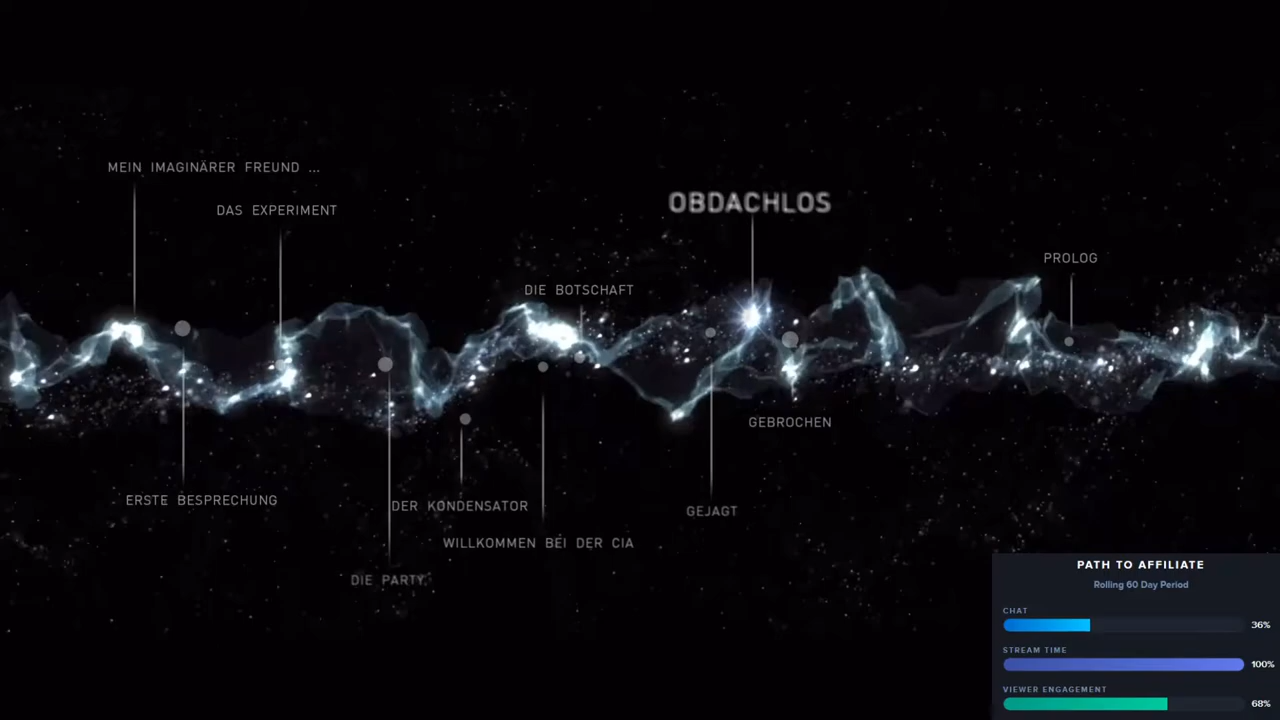 MEIN IMAGINÄRER FREUND ...
DAS EXPERIMENT
OBDACHLOS
PROLOG
DIE BOTSCHAFT
GEBROCHEN
ERSTE BESPRECHUNG
DER KONDENSATOR
GEJAGT
WILLKOMMEN BEI DER CIA
DIE PARTY
PATH TO AFFILIATE
Rolling 60 Day Period
CHAT
36%
STREAM TIME
100%
VIEWER ENGAGEMENT
68%